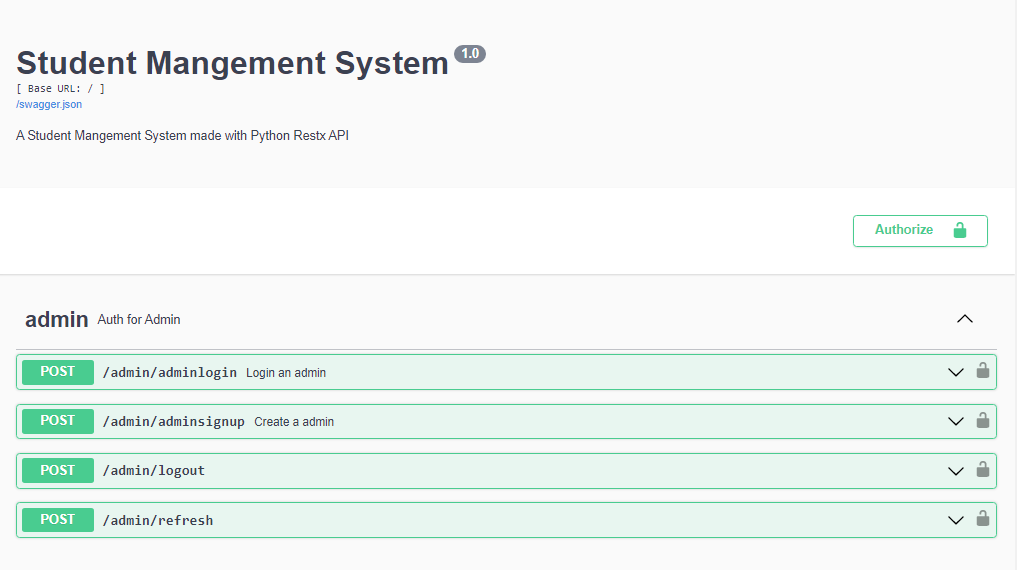 Student Mangement System 1.0
[ Base URL: / ]
/swagger.json
A Student Mangement System made with Python Restx API
Authorize
admin Auth for Admin
POST /admin/adminlogin Login an admin
POST /admin/adminsignup Create a admin
POST /admin/logout
POST /admin/refresh